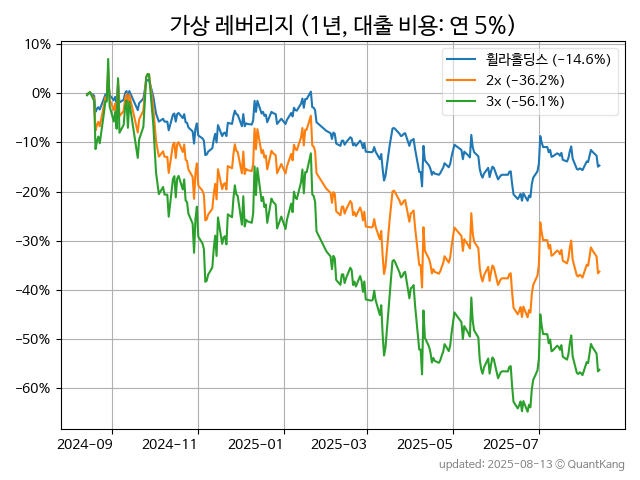 가상 레버리지 (1년, 대출 비용: 연 5%)
10%
0%
−10%
−20%
−30%
−40%
−50%
−60%
휠라홀딩스 (−14.6%)
2x (−36.2%)
3x (−56.1%)
2024-09 2024-11 2025-01 2025-03 2025-05 2025-07
updated: 2025-08-13 © QuantKang